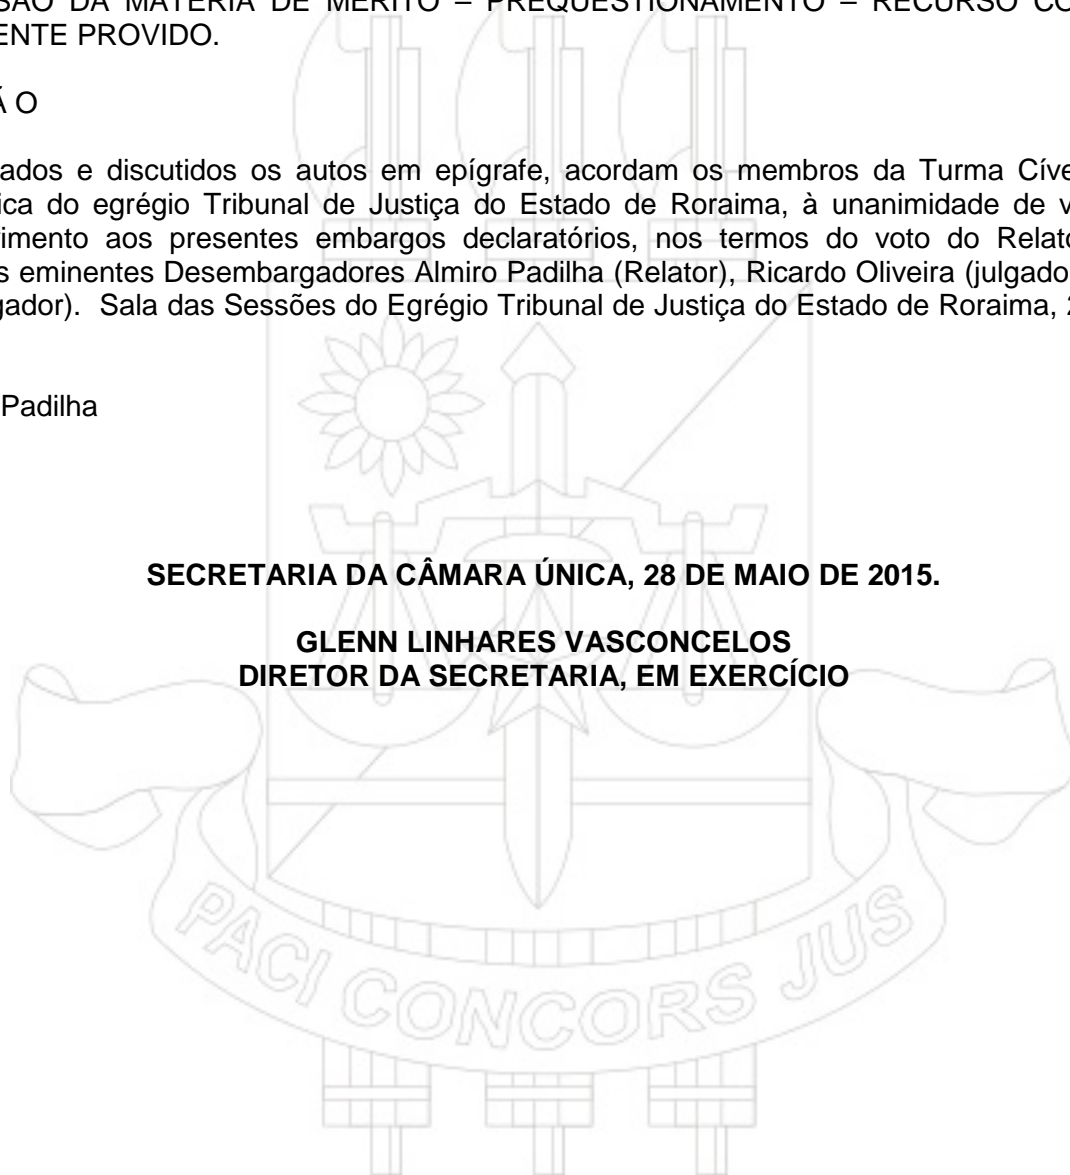 SÃO DA MATÉRIA DE MÉRITO – PREQUESTIONAMENTO – RECURSO CO
ENTE PROVIDO.
Ã O
ados e discutidos os autos em epígrafe, acordam os membros da Turma Cíve
ica do egrégio Tribunal de Justiça do Estado de Roraima, à unanimidade de v
imento aos presentes embargos declaratórios, nos termos do voto do Relato
s eminentes Desembargadores Almiro Padilha (Relator), Ricardo Oliveira (julgado
gador). Sala das Sessões do Egrégio Tribunal de Justiça do Estado de Roraima, 2
Padilha
SECRETARIA DA CÂMARA ÚNICA, 28 DE MAIO DE 2015.
GLENN LINHARES VASCONCELOS
DIRETOR DA SECRETARIA, EM EXERCÍCIO
PACI CONCORS JUS